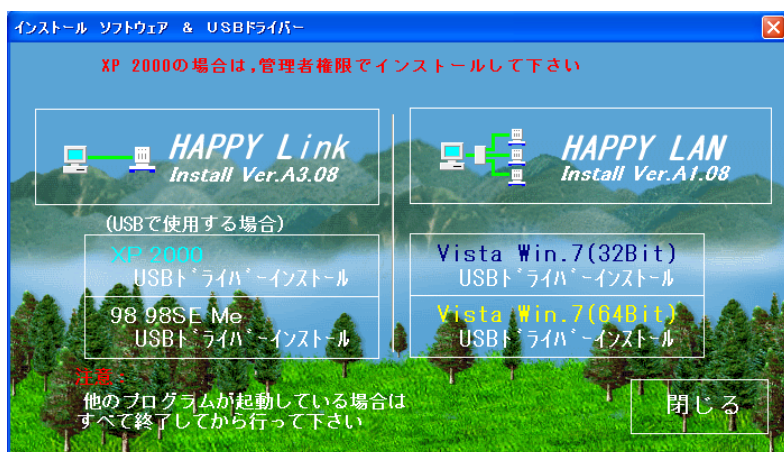 インストール ソフトウェア & USBドライバー
XP 2000の場合は,管理者権限でインストールして下さい
HAPPY Link
Install Ver.A3.08
HAPPY LAN
Install Ver.A1.08
(USBで使用する場合)
XP 2000
USBドライバーインストール
98 98SE Me
USBドライバーインストール
Vista Win.7(32Bit)
USBドライバーインストール
Vista Win.7(64Bit)
USBドライバーインストール
注意:
他のプログラムが起動している場合は
すべて終了してから行って下さい
閉じる